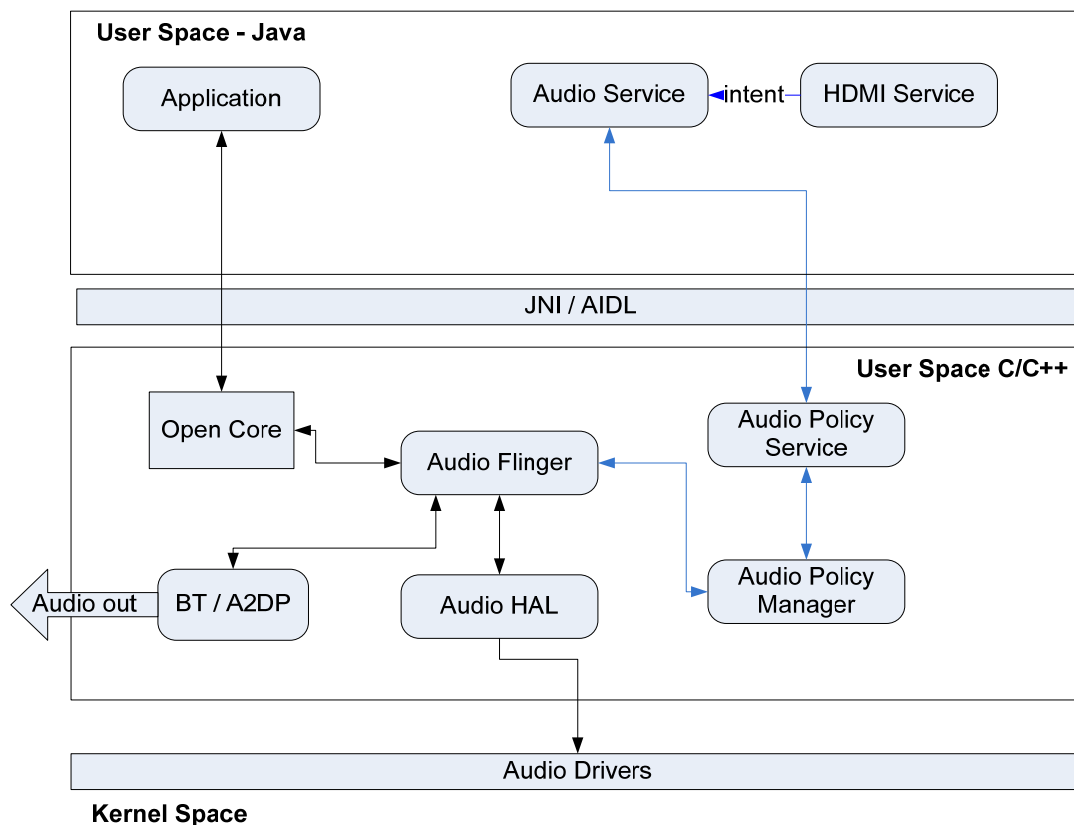 User Space - Java
Application
Audio Service
intent
HDMI Service
JNI / AIDL
User Space C/C++
Open Core
Audio Flinger
Audio Policy
Service
Audio out
BT / A2DP
Audio HAL
Audio Policy
Manager
Audio Drivers
Kernel Space